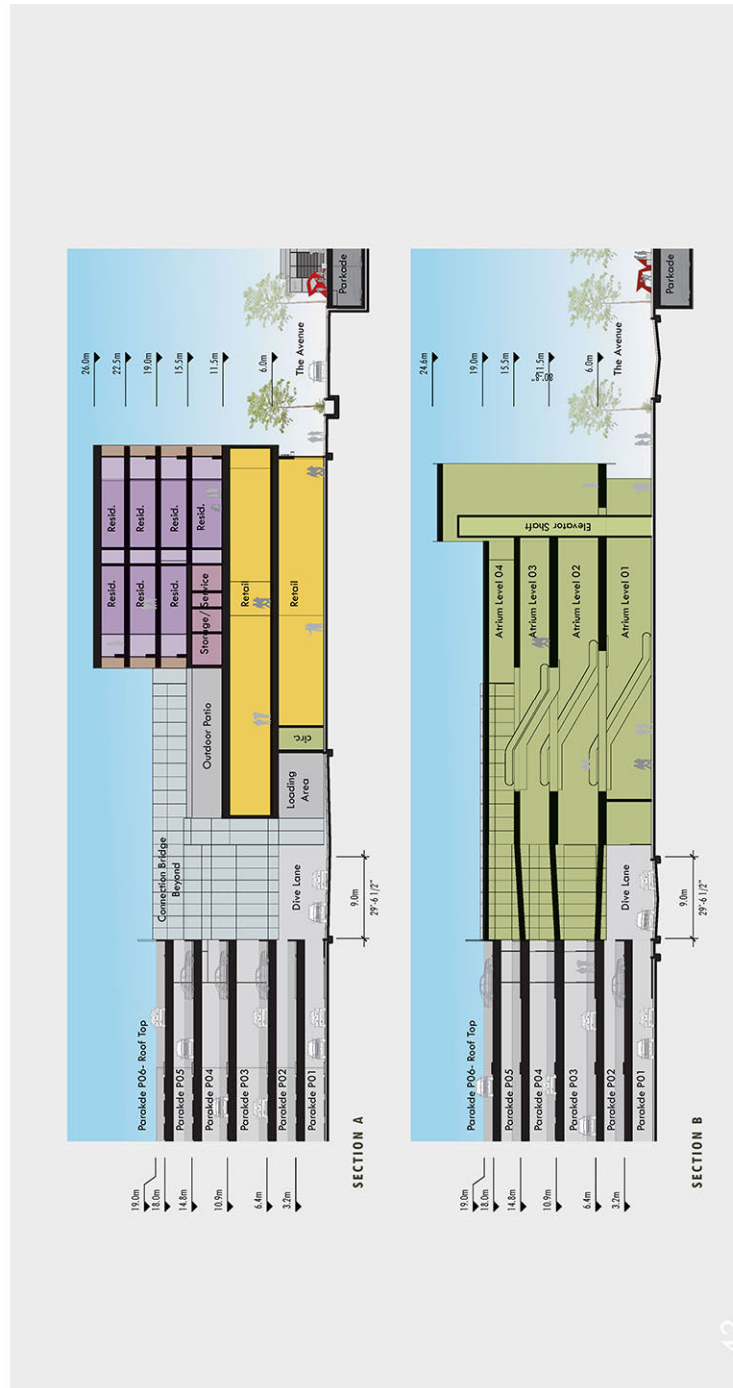 26.0m
22.5m
19.0m
15.5m
11.5m
6.0m
Resid. Resid.
Resid. Resid.
Resid. Resid.
Storage/ Service Resid.
Retail
Retail
Outdoor Patio
circ.
Loading
Area
Connection Bridge
Beyond
Dive Lane
The Avenue
Parkade
19.0m
18.0m
14.8m
10.9m
6.4m
3.2m
Parakde P06- Roof Top
Parakde P05
Parakde P04
Parakde P03
Parakde P02
Parakde P01
9.0m
29'-6 1/2"
SECTION A
24.6m
19.0m
15.5m
11.5m
6.0m
Elevator Shaft
Atrium Level 04
Atrium Level 03
Atrium Level 02
Atrium Level 01
Dive Lane
The Avenue
Parkade
19.0m
18.0m
14.8m
10.9m
6.4m
3.2m
Parakde P06- Roof Top
Parakde P05
Parakde P04
Parakde P03
Parakde P02
Parakde P01
9.0m
29'-6 1/2"
SECTION B